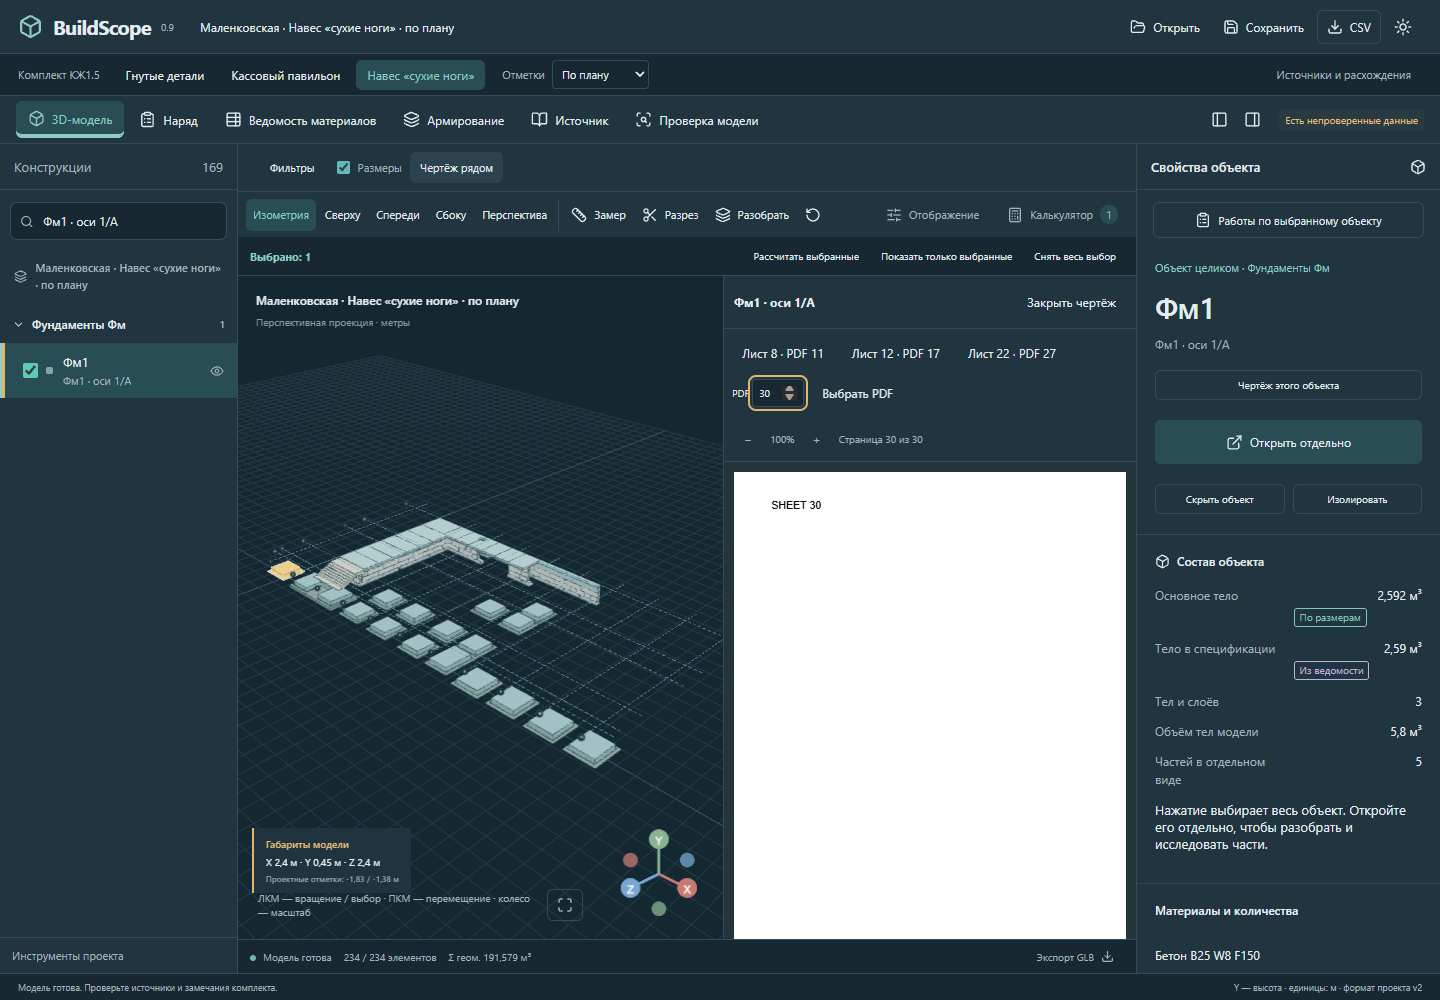 BuildScope 0.9 Маленковская · Навес «сухие ноги» · по плану Открыть Сохранить CSV
Комплект КЖ1.5 Гнутые детали Кассовый павильон Навес «сухие ноги» Отметки По плану Источники и расхождения
3D-модель Наряд Ведомость материалов Армирование Источник Проверка модели Есть непроверенные данные
Конструкции 169
Фм1 · оси 1/А
Маленковская · Навес «сухие ноги»
· по плану
Фундаменты Фм 1
Фм1
Фм1 · оси 1/А
Инструменты проекта
Фильтры Размеры Чертёж рядом
Изометрия Сверху Спереди Сбоку Перспектива Замер Разрез Разобрать Отображение Калькулятор 1
Выбрано: 1 Рассчитать выбранные Показать только выбранные Снять весь выбор
Маленковская · Навес «сухие ноги» · по плану
Перспективная проекция · метры
Габариты модели
X 2,4 м · Y 0,45 м · Z 2,4 м
Проектные отметки: -1,83 / -1,38 м
ЛКМ — вращение / выбор · ПКМ — перемещение · колесо
— масштаб
Y
Z
X
Фм1 · оси 1/А Закрыть чертёж
Лист 8 · PDF 11 Лист 12 · PDF 17 Лист 22 · PDF 27
PDF 30 Выбрать PDF
− 100% + Страница 30 из 30
SHEET 30
Модель готова 234 / 234 элементов Σ геом. 191,579 м³ Экспорт GLB
Свойства объекта
Работы по выбранному объекту
Объект целиком · Фундаменты Фм
Фм1
Фм1 · оси 1/А
Чертёж этого объекта
Открыть отдельно
Скрыть объект Изолировать
Состав объекта
Основное тело 2,592 м³
По размерам
Тело в спецификации 2,59 м³
Из ведомости
Тел и слоёв 3
Объём тел модели 5,8 м³
Частей в отдельном 5
виде
Нажатие выбирает весь объект. Откройте
его отдельно, чтобы разобрать и
исследовать части.
Материалы и количества
Бетон B25 W8 F150
Модель готова. Проверьте источники и замечания комплекта. Y — высота · единицы: м · формат проекта v2